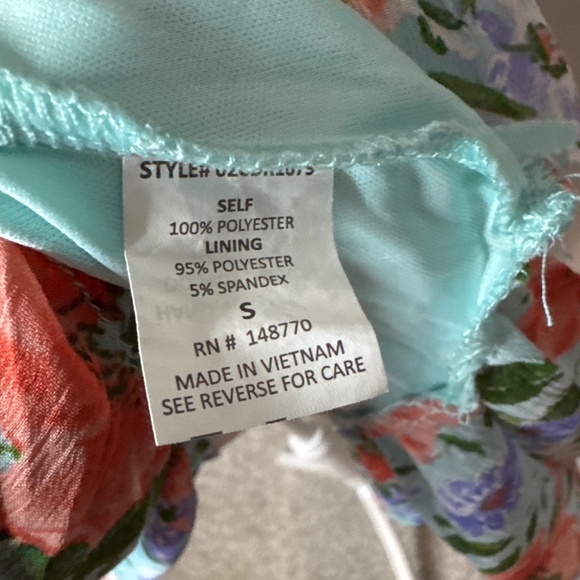 STYLE#
SELF
100% POLYESTER
LINING
95% POLYESTER
5% SPANDEX
S
RN # 148770
MADE IN VIETNAM
SEE REVERSE FOR CARE